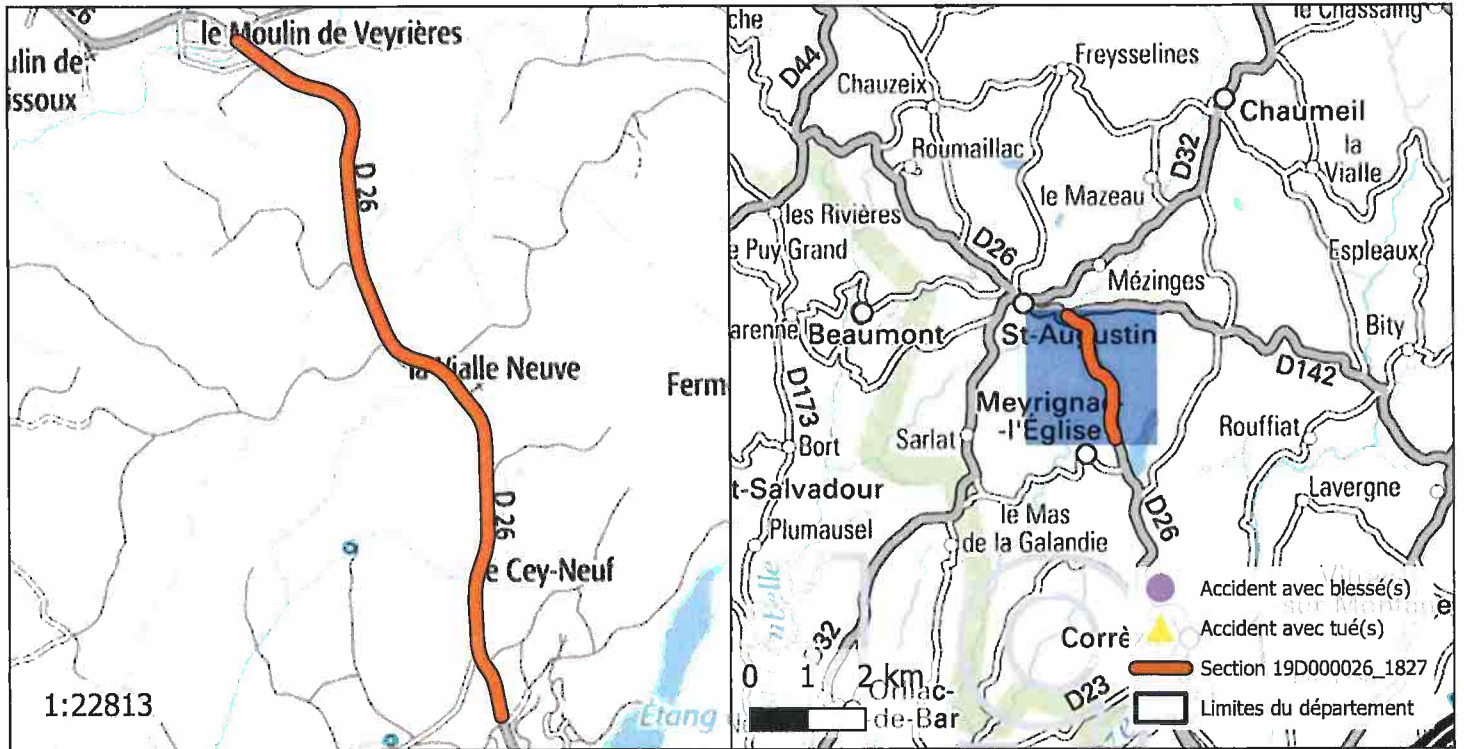 26
le Moulin de Veyrières
ulin de
issoux
D 26
la Vialle Neuve
Ferm
D 26
le Cey-Neuf
1:22813
Étang
che
D44
Chauzeix
Freysselines
le Chassaing
Chaumeil
Roumaillac
D32
la
Vialle
le Mazeau
les Rivières
e Puy Grand
D26
Espleaux
Mézinges
arenne
Beaumont
St-Augustin
Bity
D142
D173
Meyrignac-
-l'Église
Sarlat
Rouffiat
Bort
t-Salvadour
Lavergne
D26
Plumausel
le Mas
de la Galandie
Accident avec blessé(s)
Accident avec tué(s)
Corrè
Section 19D000026_1827
D23
Limites du département
0 1 2 km
-de-Bar